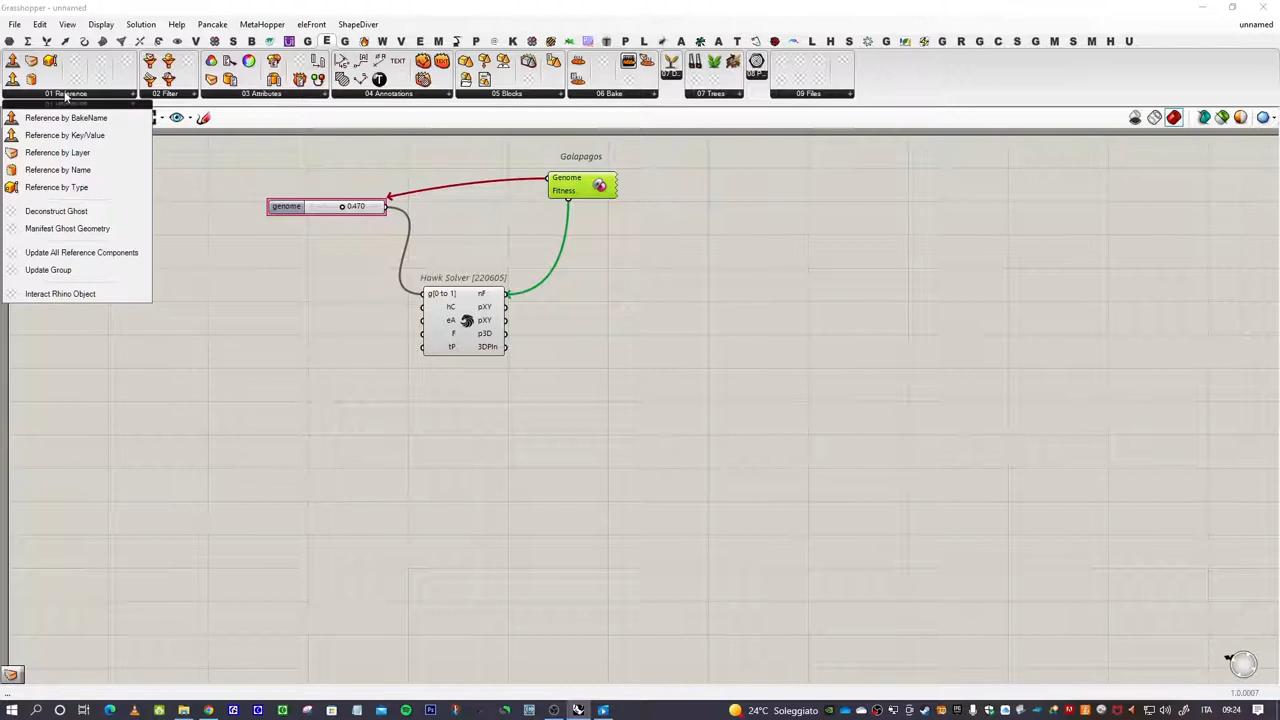 Grasshopper - unnamed
File Edit View Display Solution Help Pancake MetaHopper eleFront ShapeDiver unnamed
S B U G E G W V E M P K P L A A L H S G R G C S M S M H U
TEXT
T
07 D...
08 P...
01 Reference + 02 Filter + 03 Attributes + 04 Annotations + 05 Blocks + 06 Bake + 07 Trees + 09 Files +
Reference by BakeName
Reference by Key/Value
Reference by Layer
Reference by Name
Reference by Type
Deconstruct Ghost
Manifest Ghost Geometry
Update All Reference Components
Update Group
Interact Rhino Object
Galapagos
Genome
Fitness
genome 0.470
Hawk Solver [220605]
g[0 to 1] nF
hC pXY
eA pXY
F p3D
tP 3DPln
... 1.0.0007
24°C Soleggiato ITA 09:24